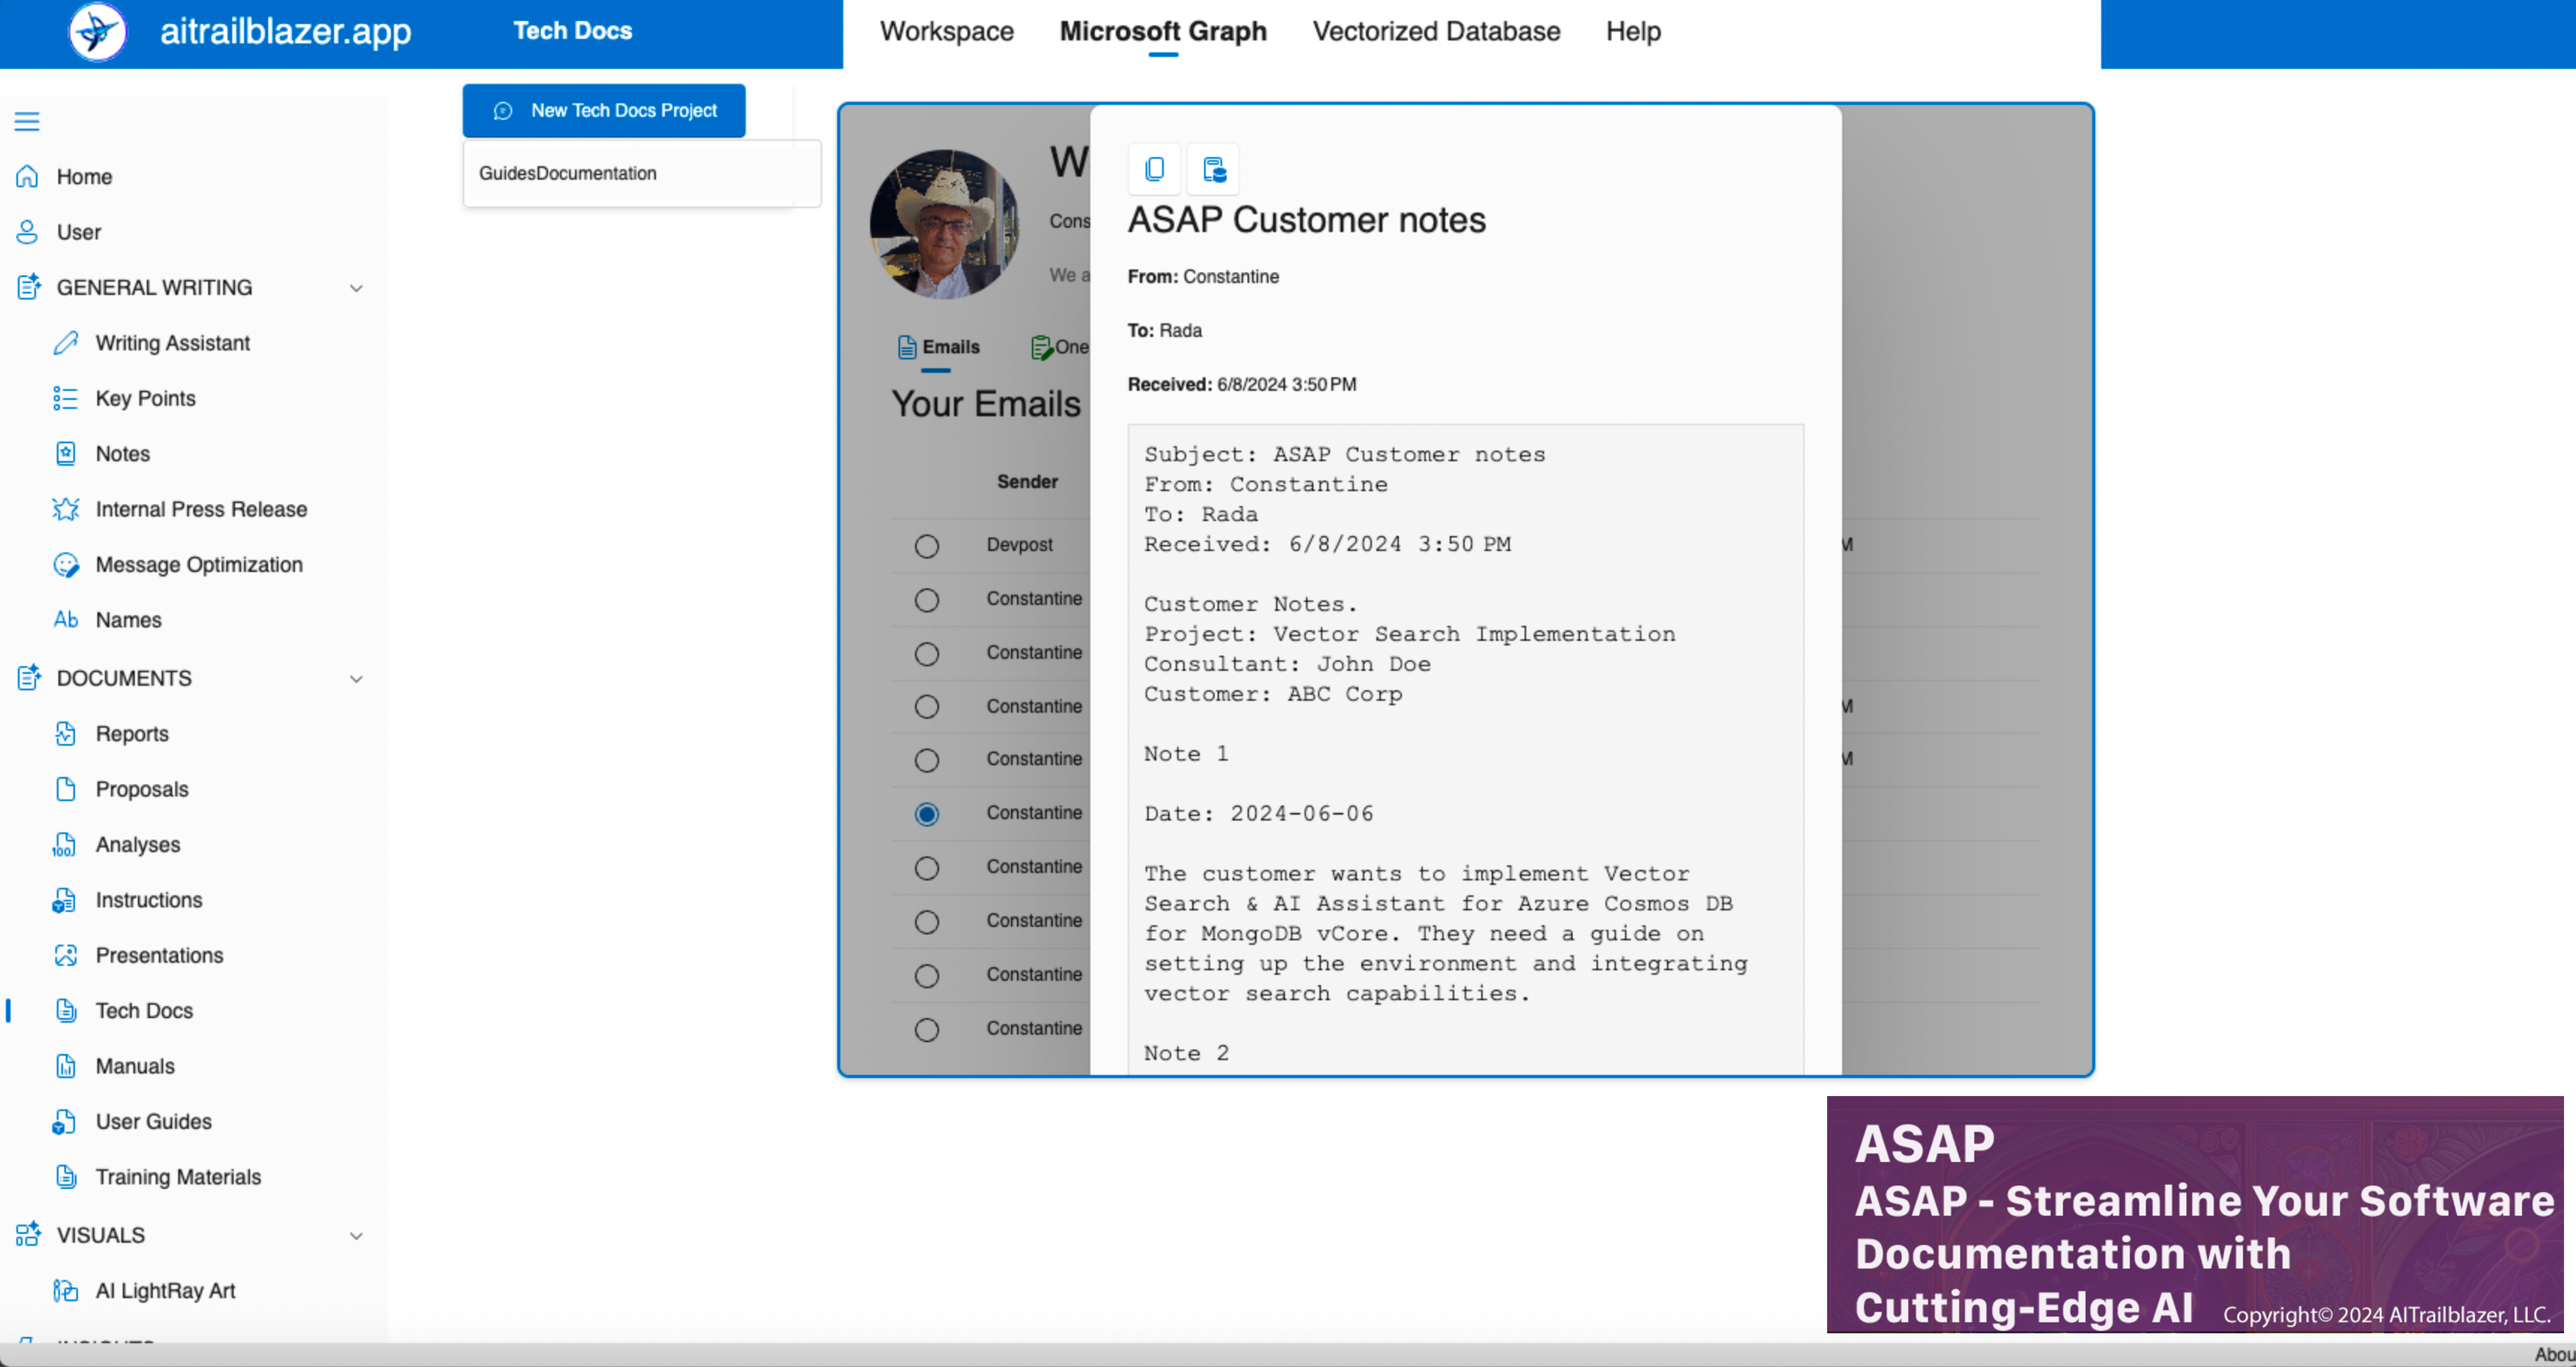 aitrailblazer.app
Tech Docs
Workspace
Microsoft Graph
Vectorized Database
Help
New Tech Docs Project
GuidesDocumentation
Home
User
GENERAL WRITING
Writing Assistant
Key Points
Notes
Internal Press Release
Message Optimization
Ab Names
DOCUMENTS
Reports
Proposals
Analyses
Instructions
Presentations
Tech Docs
Manuals
User Guides
Training Materials
VISUALS
AI LightRay Art
W
Cons
We a
Emails
One
Your Emails
Sender
Devpost
Constantine
Constantine
Constantine
Constantine
Constantine
Constantine
Constantine
Constantine
Constantine
M
M
M
ASAP Customer notes
From: Constantine
To: Rada
Received: 6/8/2024 3:50 PM
Subject: ASAP Customer notes
From: Constantine
To: Rada
Received: 6/8/2024 3:50 PM
Customer Notes.
Project: Vector Search Implementation
Consultant: John Doe
Customer: ABC Corp
Note 1
Date: 2024-06-06
The customer wants to implement Vector
Search & AI Assistant for Azure Cosmos DB
for MongoDB vCore. They need a guide on
setting up the environment and integrating
vector search capabilities.
Note 2
ASAP
ASAP - Streamline Your Software
Documentation with
Cutting-Edge AI
Copyright© 2024 AITrailblazer, LLC.
Abou